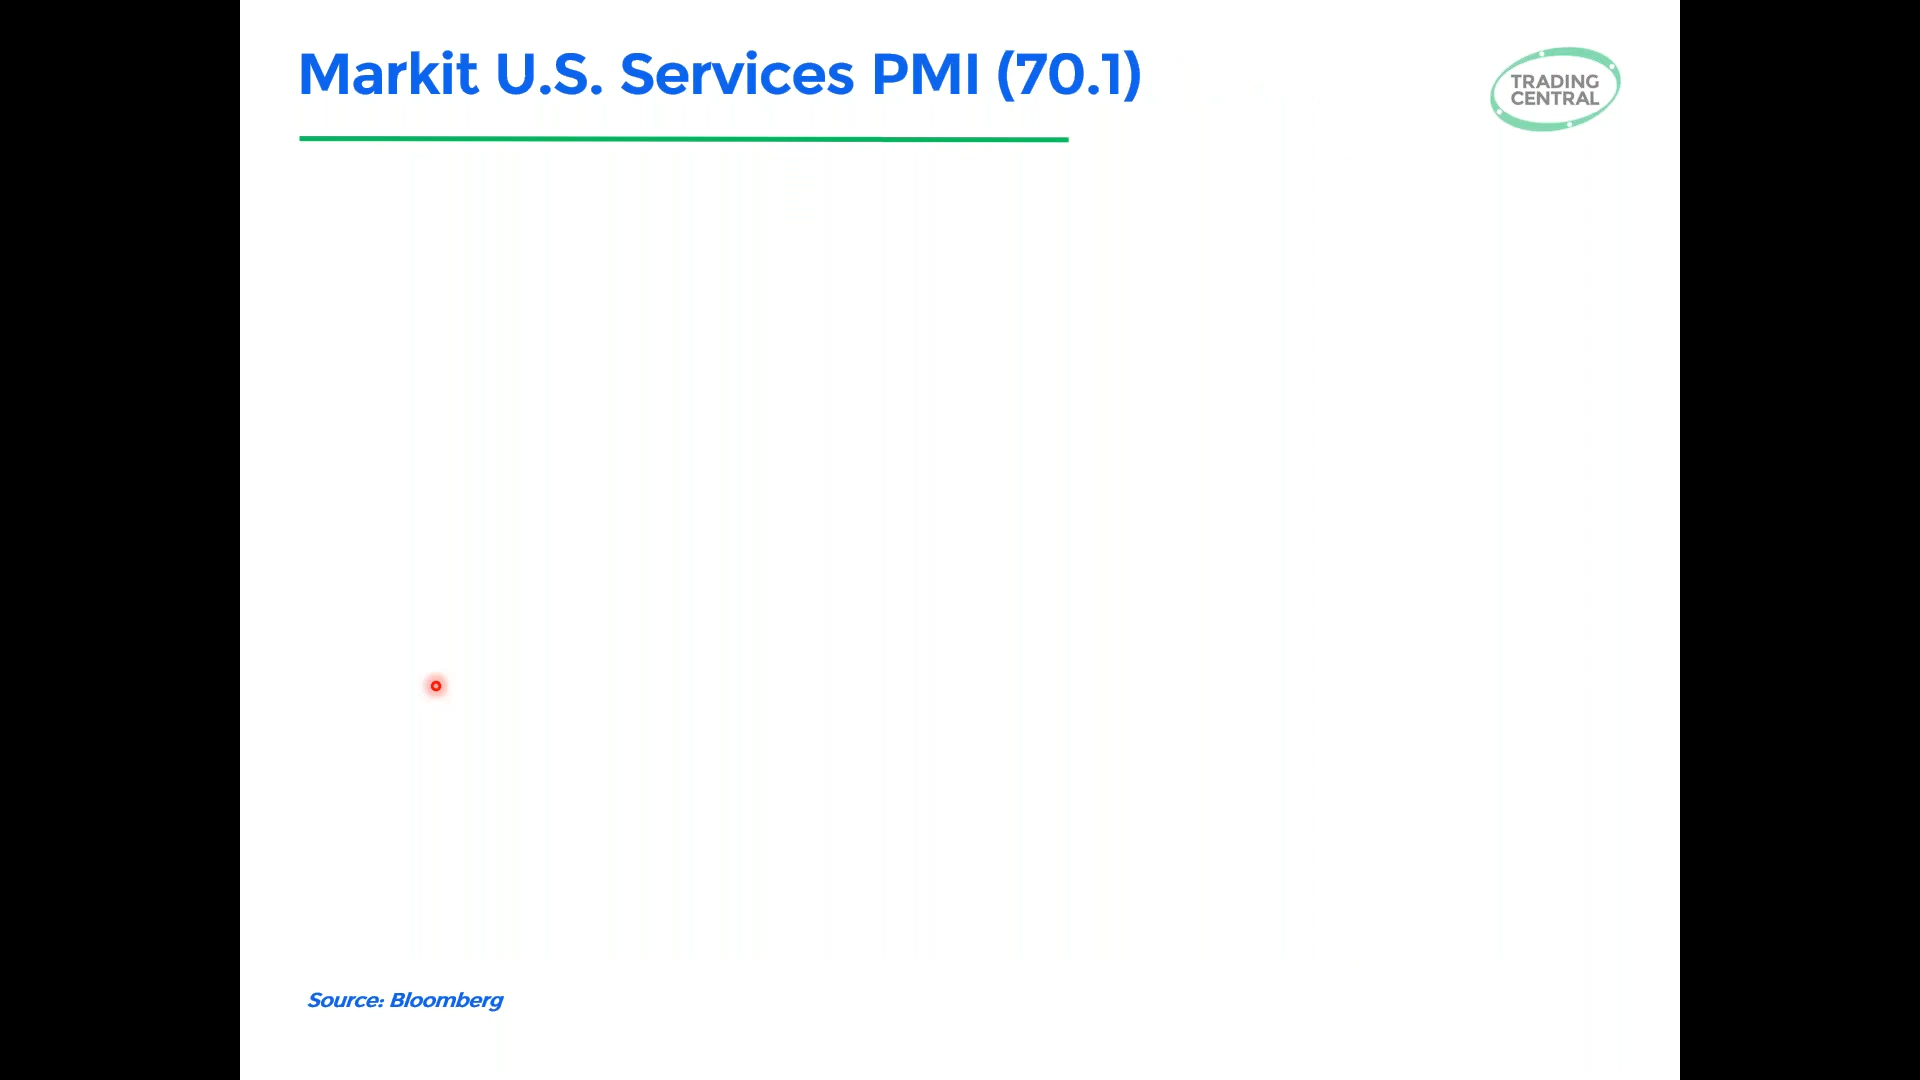 Markit U.S. Services PMI (70.1)
TRADING
CENTRAL
Source: Bloomberg